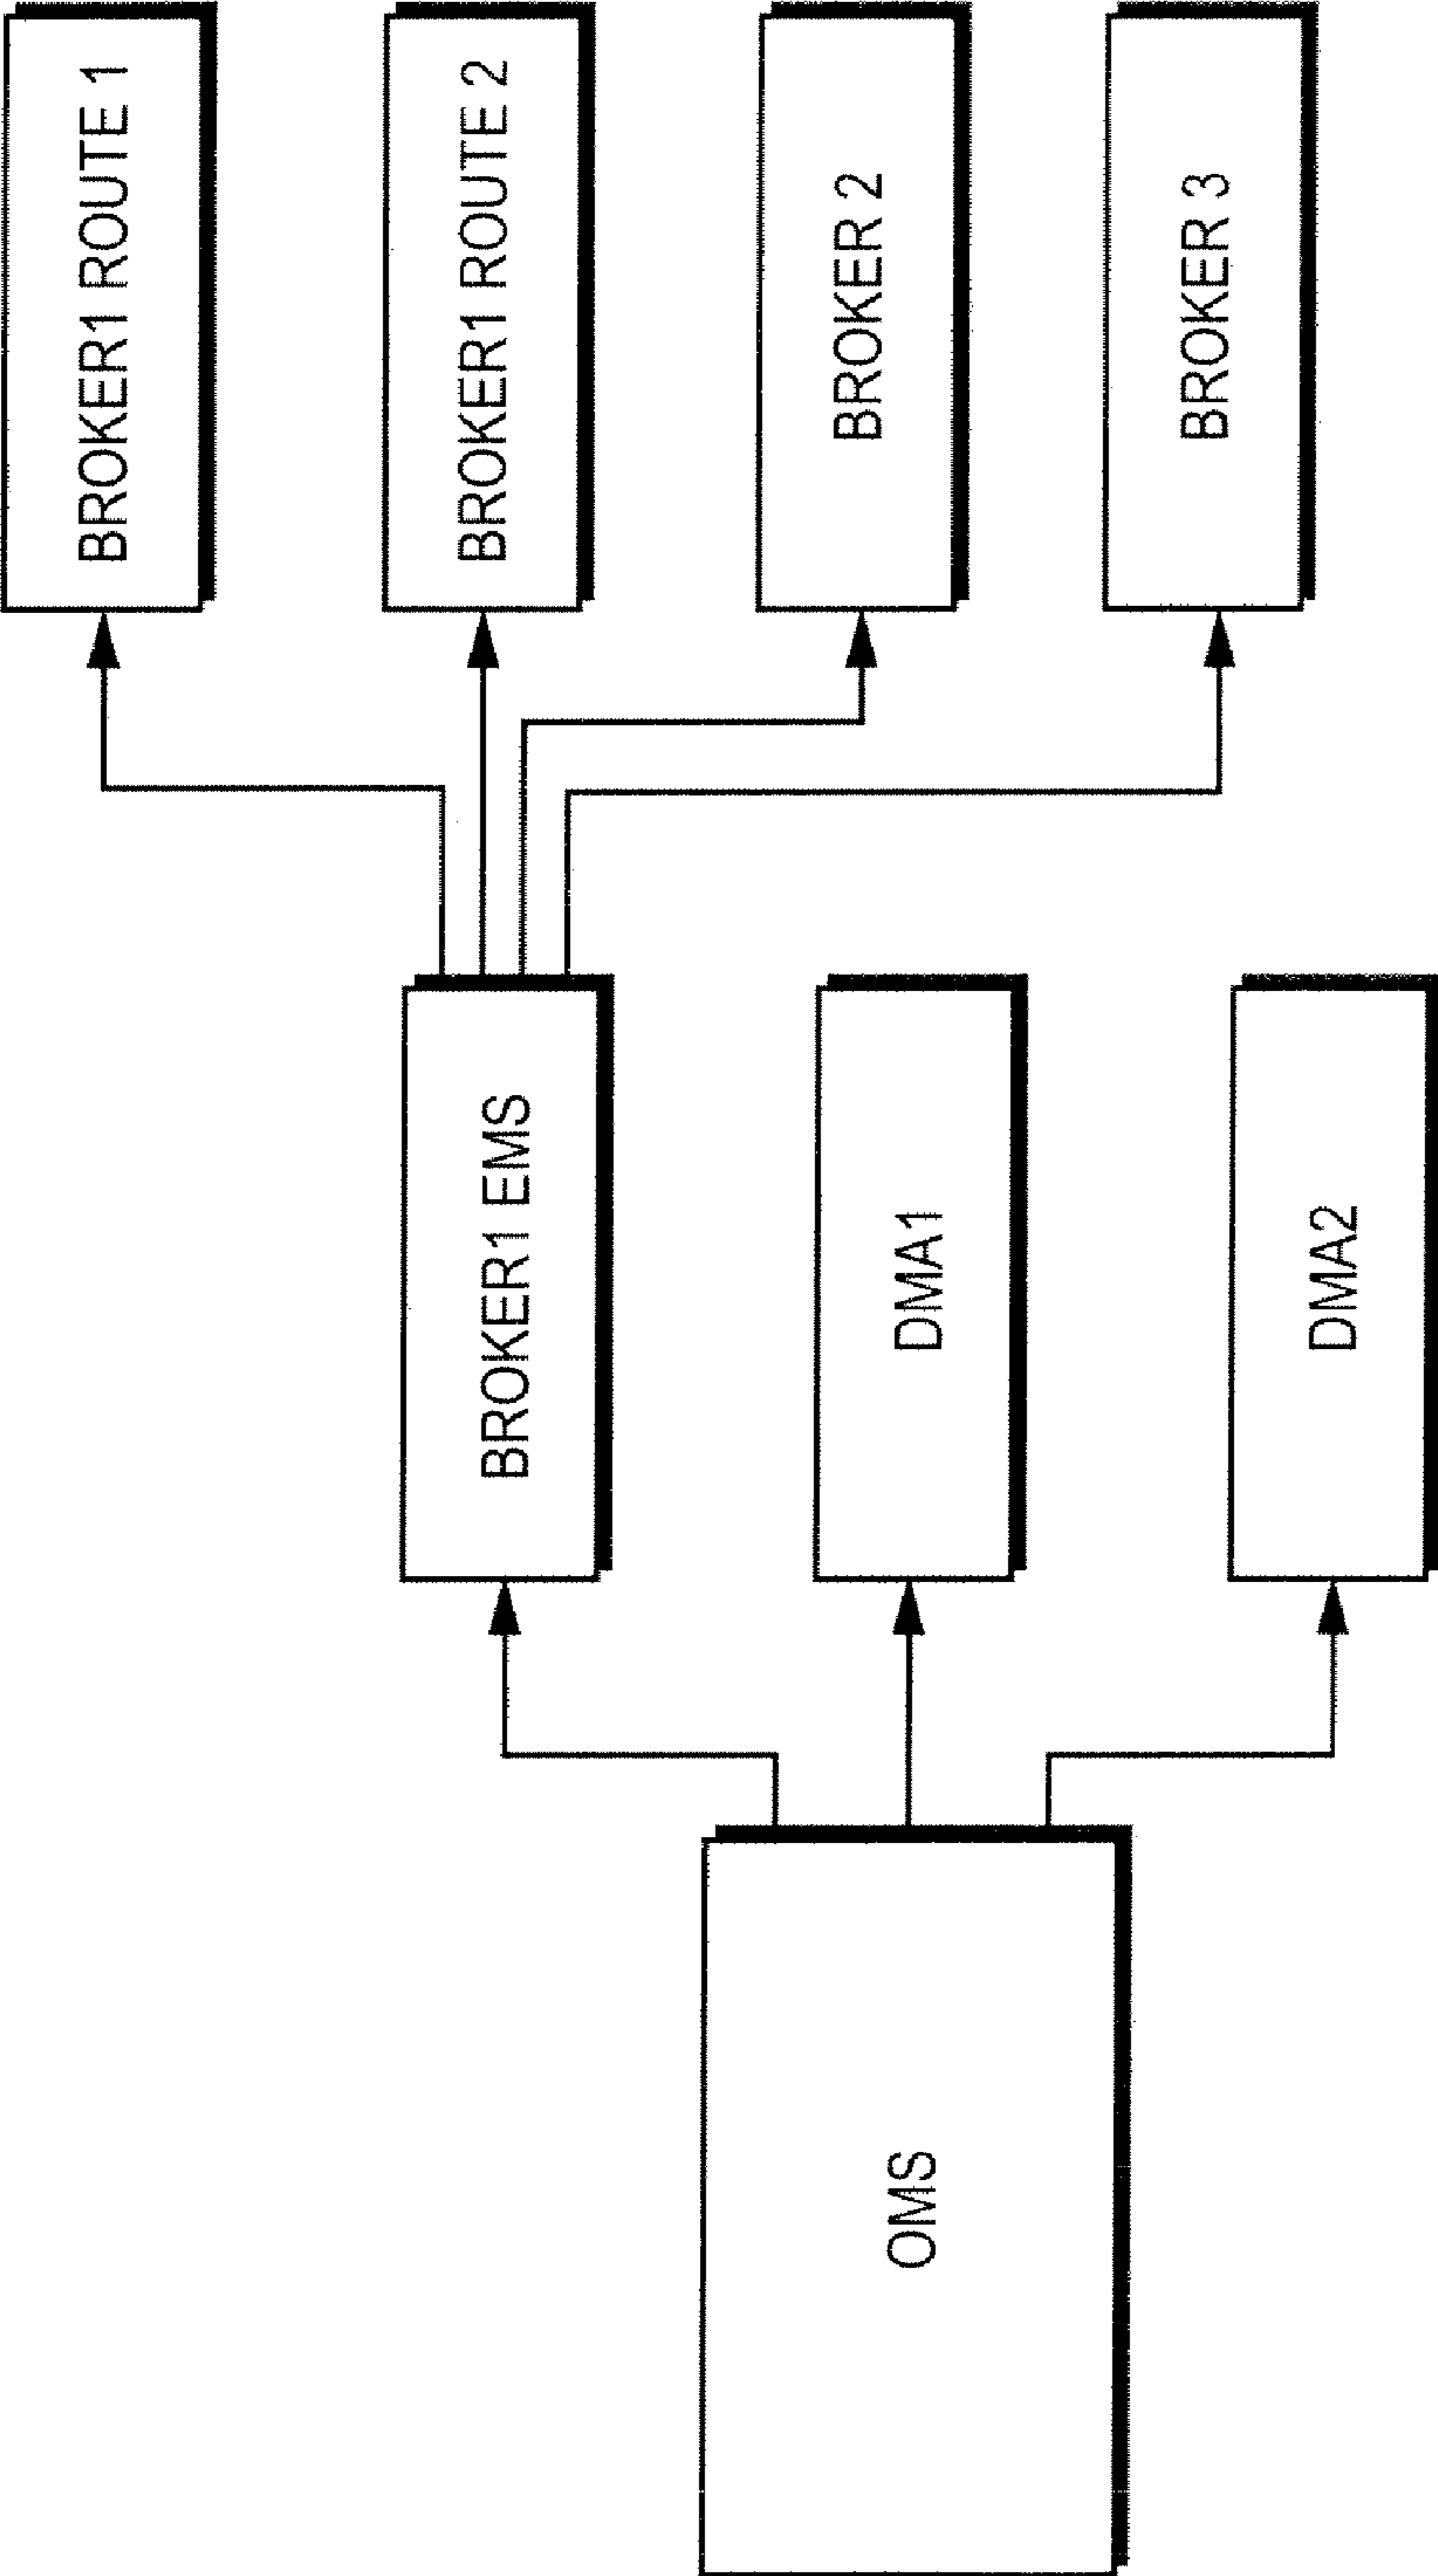 OMS
BROKER1 EMS
DMA1
DMA2
BROKER1 ROUTE 1
BROKER1 ROUTE 2
BROKER 2
BROKER 3